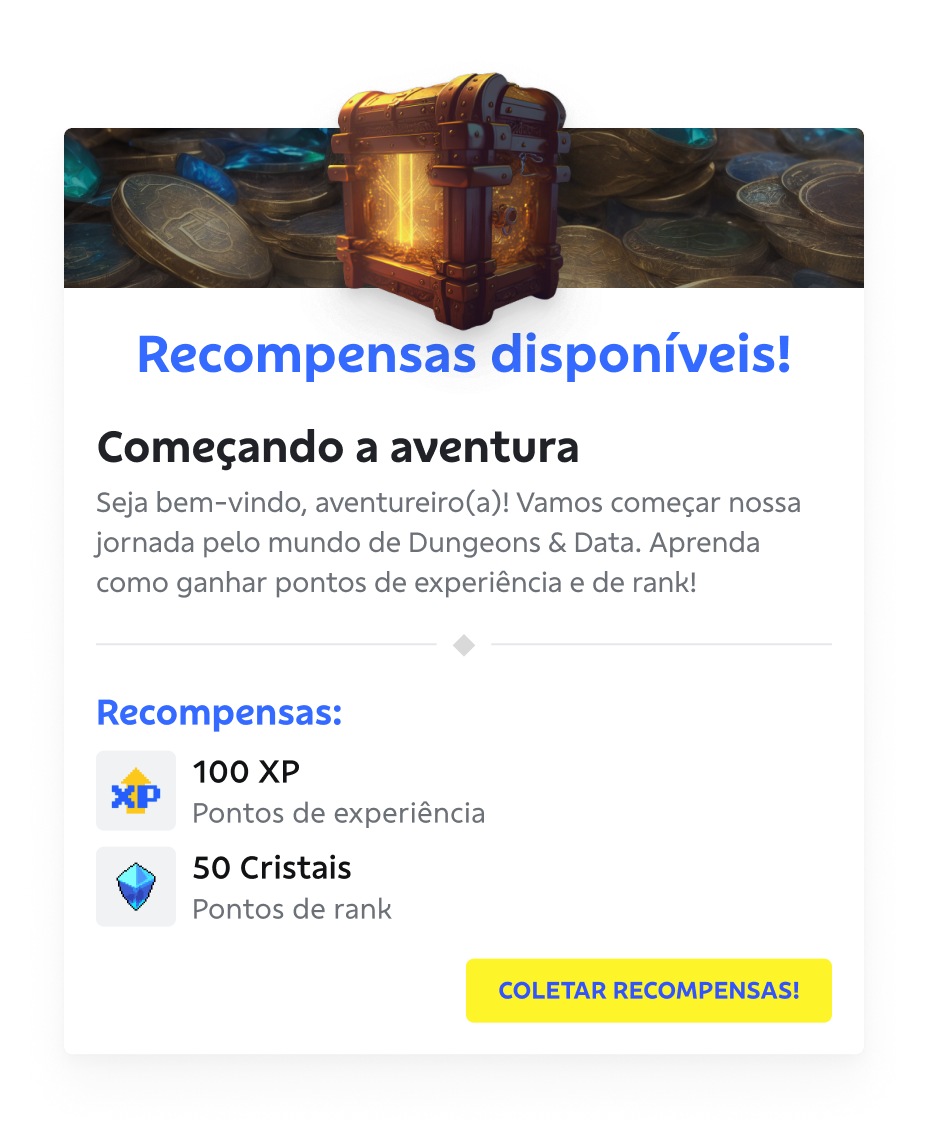 Recompensas disponíveis!
Começando a aventura
Seja bem-vindo, aventureiro(a)! Vamos começar nossa
jornada pelo mundo de Dungeons & Data. Aprenda
como ganhar pontos de experiência e de rank!
Recompensas:
XP
100 XP
Pontos de experiência
50 Cristais
Pontos de rank
COLETAR RECOMPENSAS!